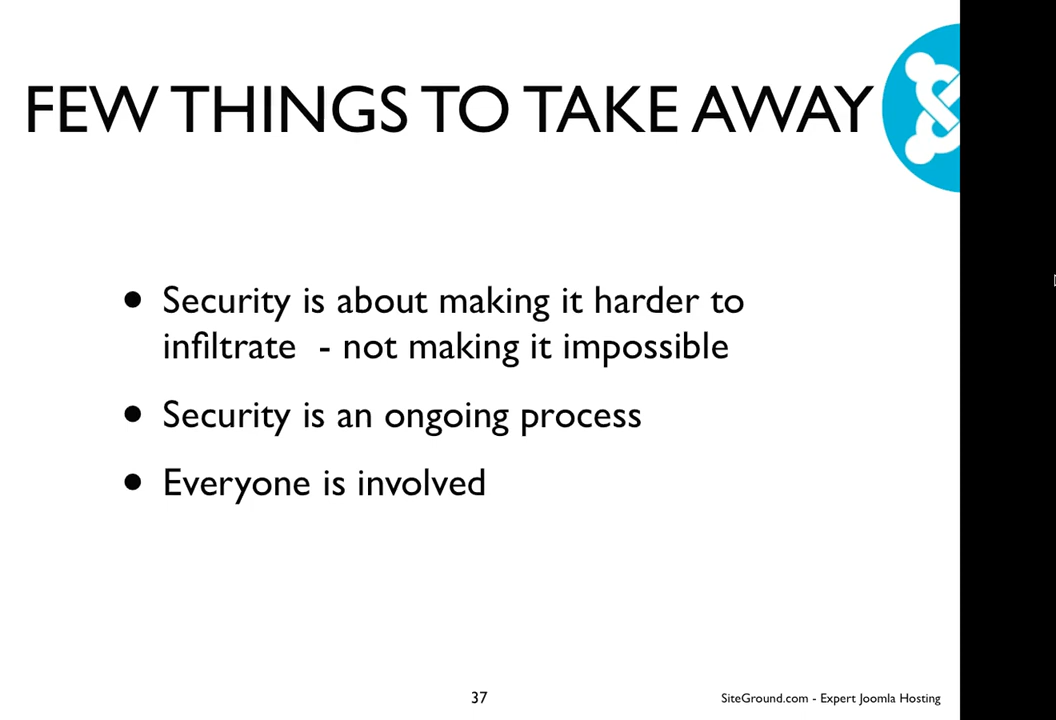 FEW THINGS TO TAKE AWAY
• Security is about making it harder to
infiltrate  - not making it impossible
• Security is an ongoing process
• Everyone is involved
37
SiteGround.com - Expert Joomla Hosting